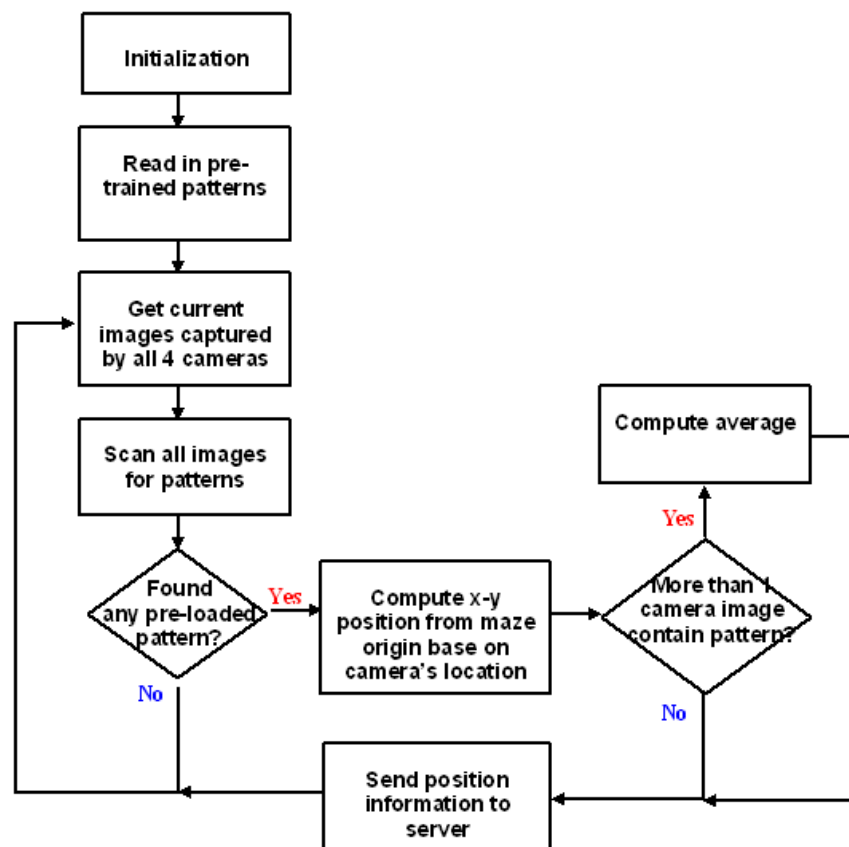 Initialization
Read in pre-
trained patterns
Get current
images captured
by all 4 cameras
Scan all images
for patterns
Found
any pre-loaded
pattern?
Yes
No
Compute x-y
position from maze
origin base on
camera's location
More than 1
camera image
contain pattern?
Yes
No
Compute average
Send position
information to
server